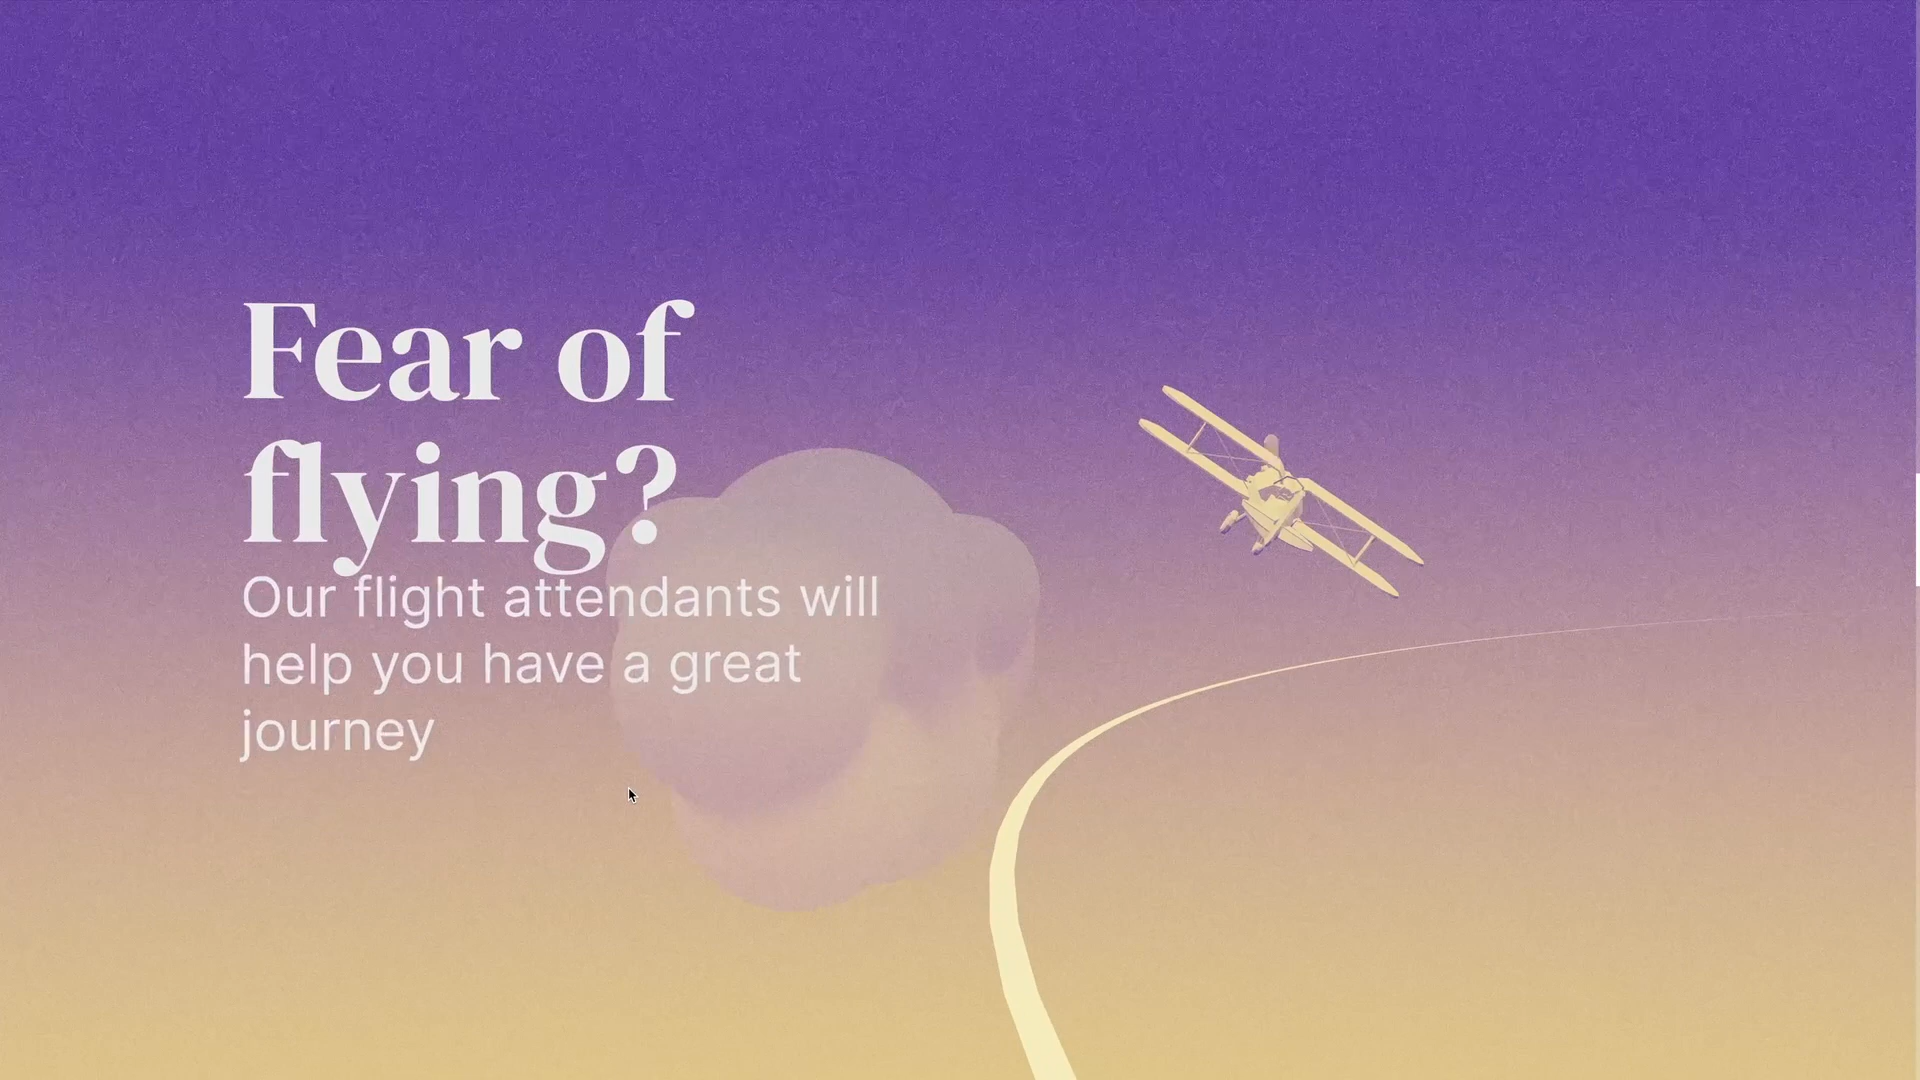 Fear of
flying?
Our flight attendants will
help you have a great
journey